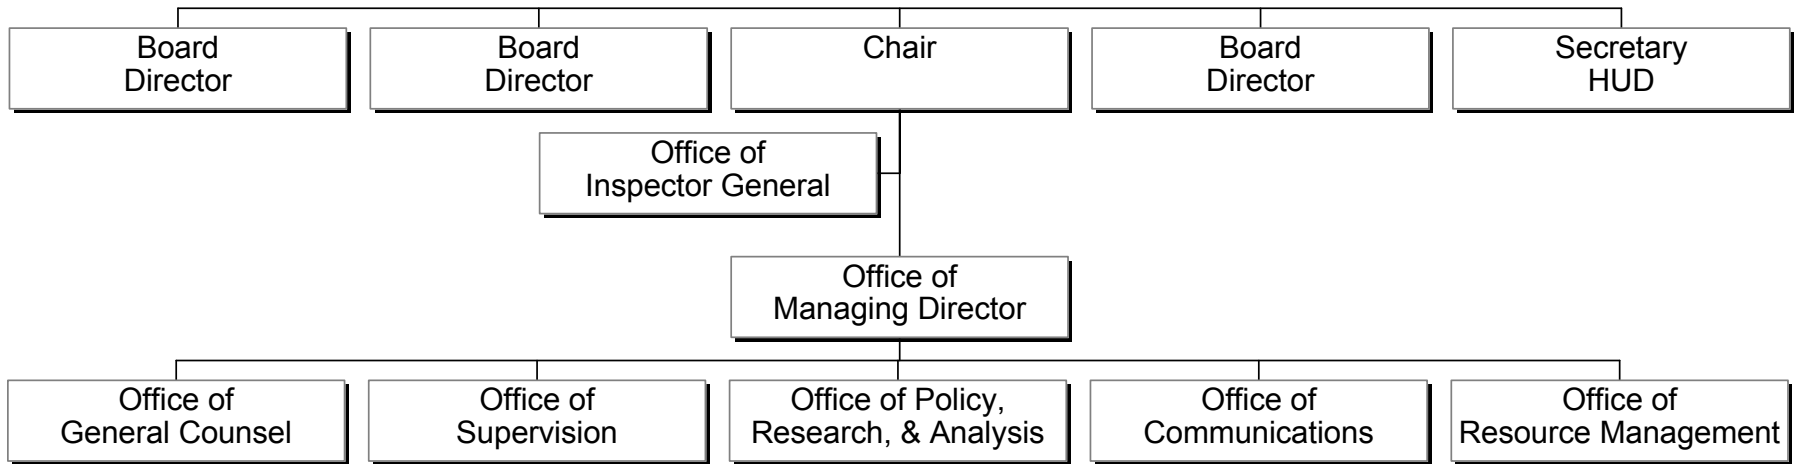 Board
Director
Board
Director
Chair
Board
Director
Secretary
HUD
Office of
Inspector General
Office of
Managing Director
Office of
General Counsel
Office of
Supervision
Office of Policy,
Research, & Analysis
Office of
Communications
Office of
Resource Management